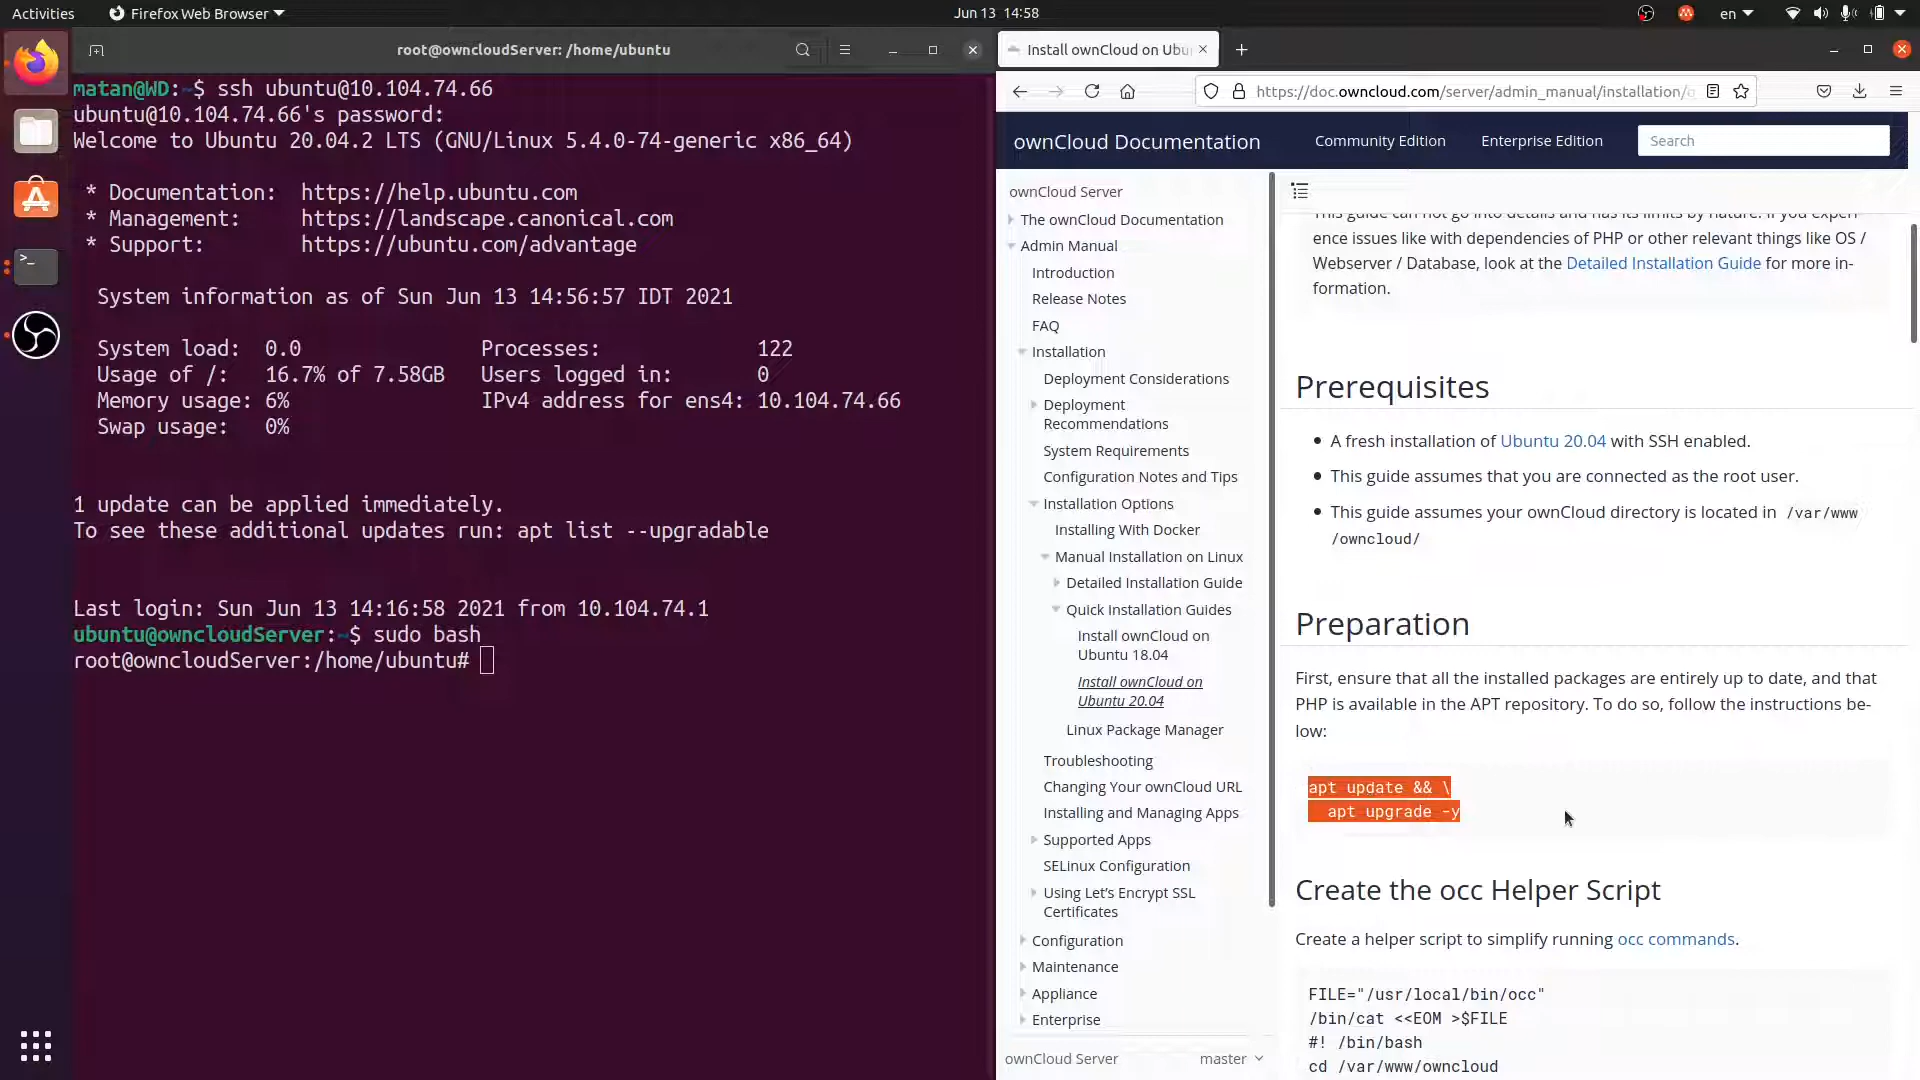 Activities
Firefox Web Browser
Jun 13 14:58
en
root@owncloudServer: /home/ubuntu
matan@WD:~$ ssh ubuntu@10.104.74.66
ubuntu@10.104.74.66's password:
Welcome to Ubuntu 20.04.2 LTS (GNU/Linux 5.4.0-74-generic x86_64)
* Documentation: https://help.ubuntu.com
* Management: https://landscape.canonical.com
* Support: https://ubuntu.com/advantage
System information as of Sun Jun 13 14:56:57 IDT 2021
System load: 0.0 Processes: 122
Usage of /: 16.7% of 7.58GB Users logged in: 0
Memory usage: 6% IPv4 address for ens4: 10.104.74.66
Swap usage: 0%
1 update can be applied immediately.
To see these additional updates run: apt list --upgradable
Last login: Sun Jun 13 14:16:58 2021 from 10.104.74.1
ubuntu@owncloudServer:~$ sudo bash
root@owncloudServer:/home/ubuntu#
Install ownCloud on Ubu
https://doc.owncloud.com/server/admin_manual/installation/
ownCloud Documentation
Community Edition
Enterprise Edition
Search
ownCloud Server
The ownCloud Documentation
Admin Manual
Introduction
Release Notes
FAQ
Installation
Deployment Considerations
Deployment
Recommendations
System Requirements
Configuration Notes and Tips
Installation Options
Installing With Docker
Manual Installation on Linux
Detailed Installation Guide
Quick Installation Guides
Install ownCloud on
Ubuntu 18.04
Install ownCloud on
Ubuntu 20.04
Linux Package Manager
Troubleshooting
Changing Your ownCloud URL
Installing and Managing Apps
Supported Apps
SELinux Configuration
Using Let's Encrypt SSL
Certificates
Configuration
Maintenance
Appliance
Enterprise
ownCloud Server
master
This guide can not go into details and has its limits by nature. If you experi-
ence issues like with dependencies of PHP or other relevant things like OS /
Webserver / Database, look at the Detailed Installation Guide for more in-
formation.
Prerequisites
• A fresh installation of Ubuntu 20.04 with SSH enabled.
• This guide assumes that you are connected as the root user.
• This guide assumes your ownCloud directory is located in /var/www
/owncloud/
Preparation
First, ensure that all the installed packages are entirely up to date, and that
PHP is available in the APT repository. To do so, follow the instructions be-
low:
apt update && \
apt upgrade -y
Create the occ Helper Script
Create a helper script to simplify running occ commands.
FILE="/usr/local/bin/occ"
/bin/cat <<EOM >$FILE
#! /bin/bash
cd /var/www/owncloud